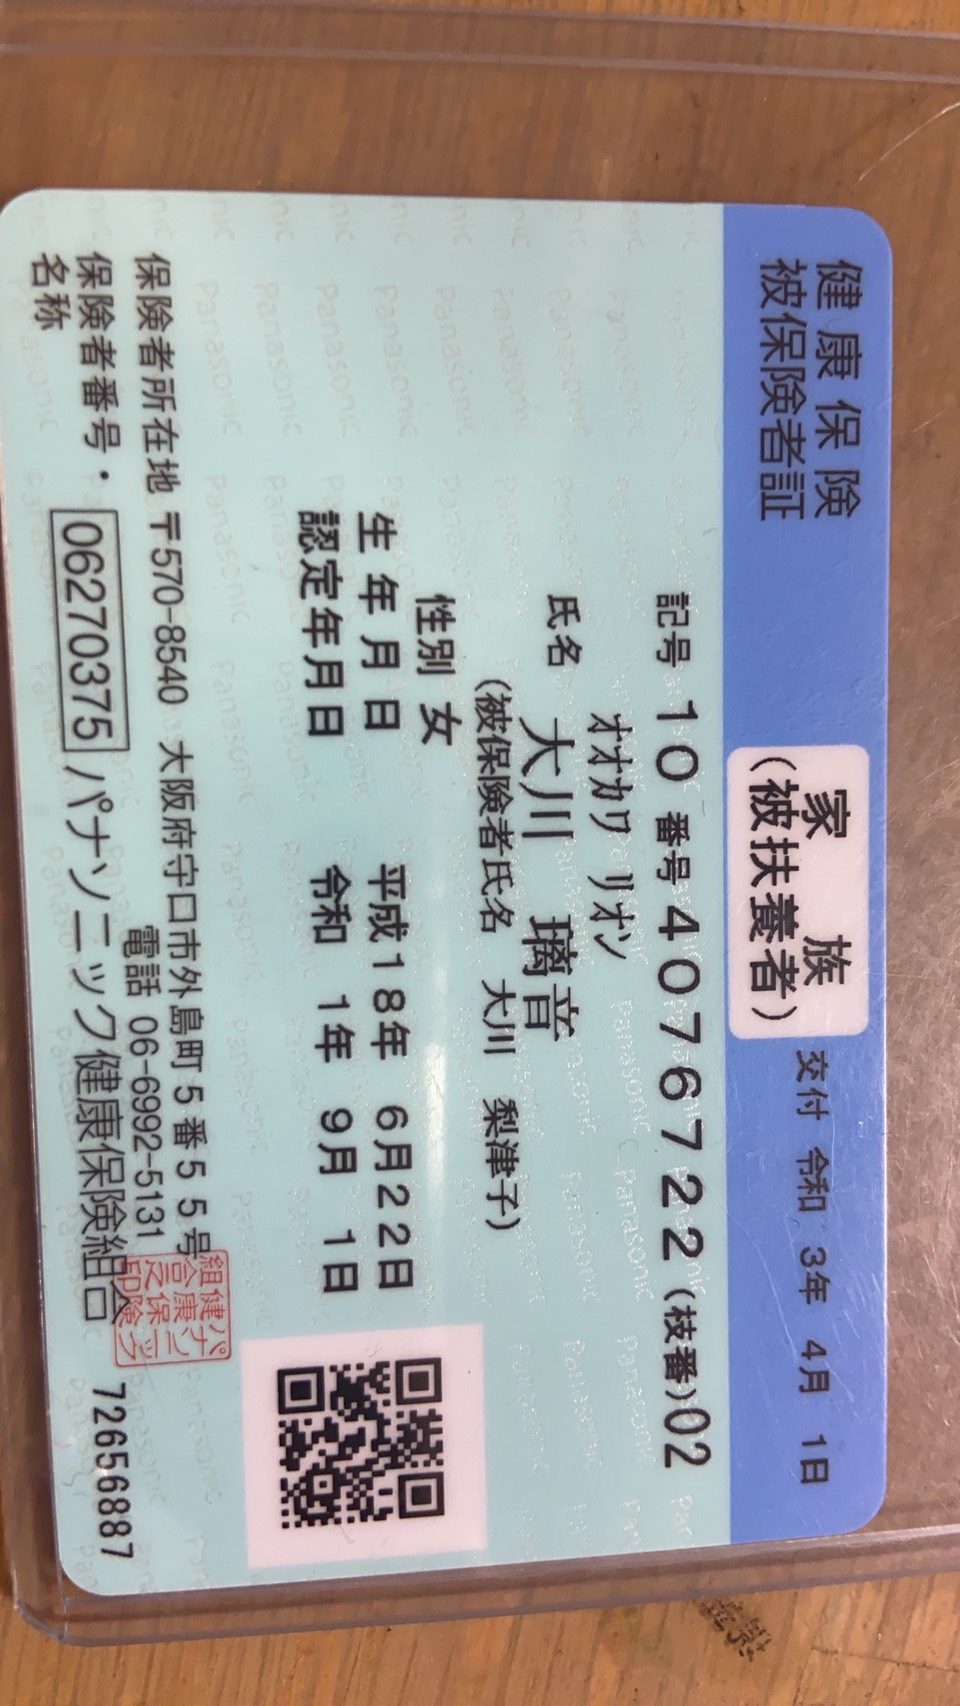 健康保険
被保険者証
家族
(被扶養者)
交付 令和 3年 4月 1日
記号 10 番号 4076722 (枝番)02
オオカワ リオン
氏名 大川 璃音
(被保険者氏名 大川 梨津子)
性別 女
生年月日 平成18年 6月22日
認定年月日 令和 1年 9月 1日
保険者所在地 〒570-8540 大阪府守口市外島町5番55号
電話 06-6992-5131
保険者番号・名称 06270375 パナソニック健康保険組合
72656887